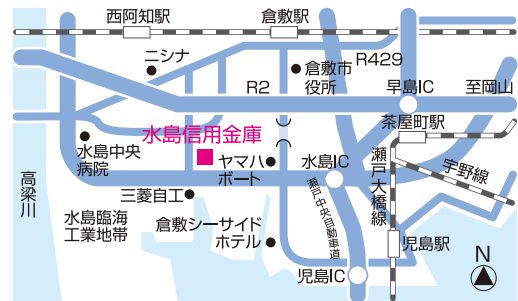 西阿知駅
倉敷駅
ニシナ
倉敷市
役所
R429
R2
早島IC
至岡山
水島信用金庫
茶屋町駅
水島中央
病院
ヤマハ
ボート
水島IC
瀬戸大橋線
宇野線
高梁川
三菱自工
瀬戸中央自動車道
水島臨海
工業地帯
倉敷シーサイド
ホテル
児島駅
児島IC
N